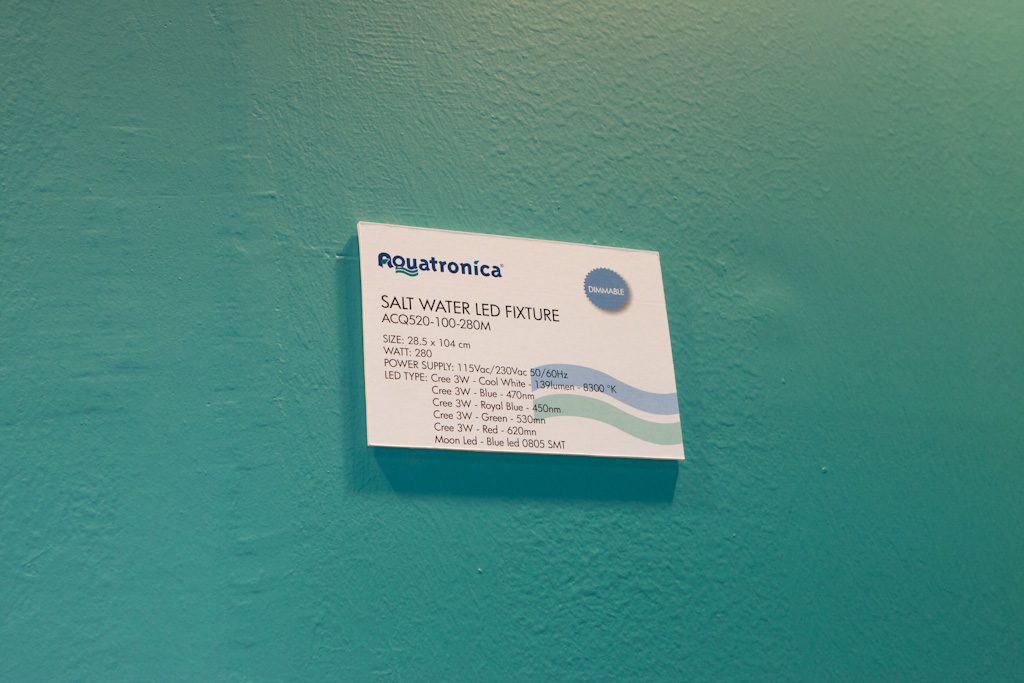 Aquatronica®
DIMMABLE
SALT WATER LED FIXTURE
ACQ520-100-280M
SIZE: 28.5 x 104 cm
WATT: 280
POWER SUPPLY: 115Vac/230Vac 50/60Hz
LED TYPE: Cree 3W - Cool White - 139lumen - 8300 °K
Cree 3W - Blue - 470nm
Cree 3W - Royal Blue - 450nm
Cree 3W - Green - 530mn
Cree 3W - Red - 620mn
Moon Led - Blue led 0805 SMT